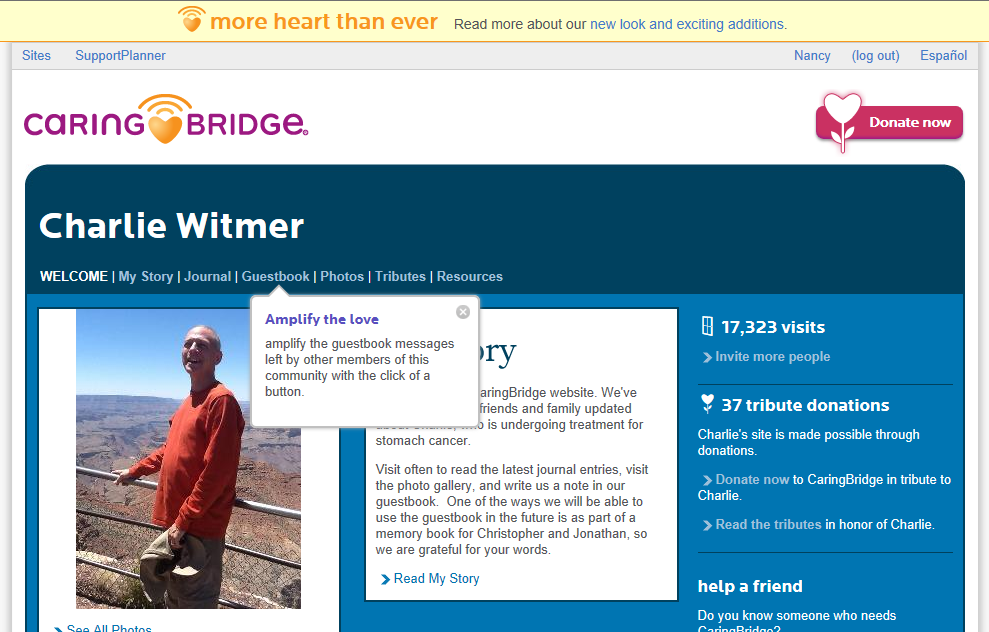 more heart than ever Read more about our new look and exciting additions.
Sites SupportPlanner Nancy (log out) Español
CARINGBRIDGE®
Donate now
Charlie Witmer
WELCOME | My Story | Journal | Guestbook | Photos | Tributes | Resources
Amplify the love
amplify the guestbook messages
left by other members of this
community with the click of a
button.
ory
CaringBridge website. We've
friends and family updated
about Charlie, who is undergoing treatment for
stomach cancer.
Visit often to read the latest journal entries, visit
the photo gallery, and write us a note in our
guestbook. One of the ways we will be able to
use the guestbook in the future is as part of a
memory book for Christopher and Jonathan, so
we are grateful for your words.
Read My Story
See All Photos
17,323 visits
Invite more people
37 tribute donations
Charlie's site is made possible through
donations.
Donate now to CaringBridge in tribute to
Charlie.
Read the tributes in honor of Charlie.
help a friend
Do you know someone who needs
CaringBridge?